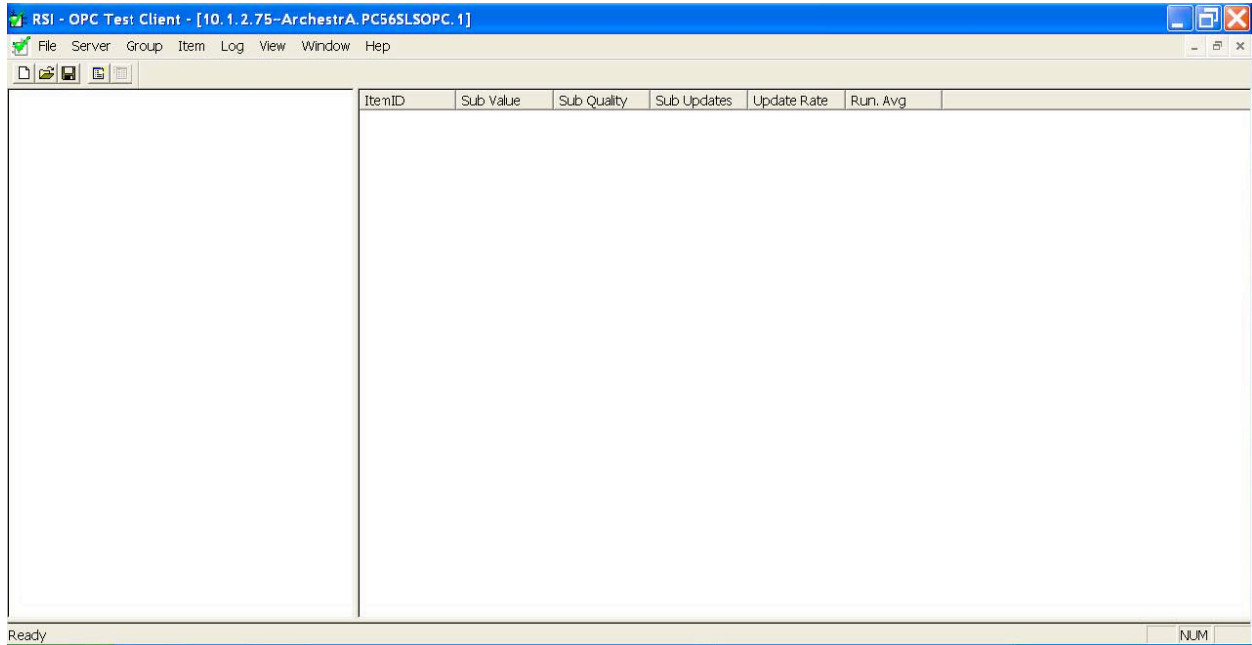 RSI - OPC Test Client - [10.1.2.75--ArchestrA.PC56SLSOPC.1]
File Server Group Item Log View Window Help
ItemID Sub Value Sub Quality Sub Updates Update Rate Run. Avg
Ready NUM